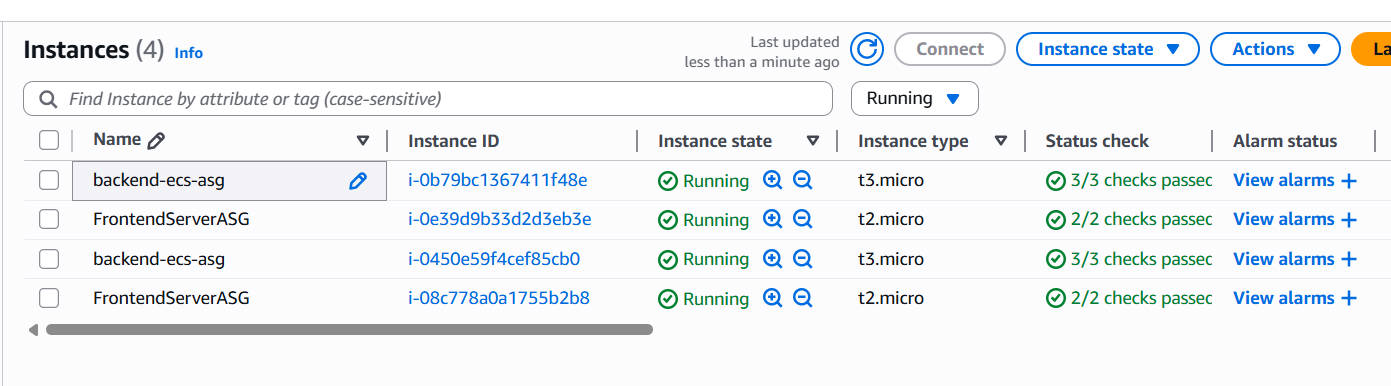 Instances (4) Info
Last updated
less than a minute ago
Connect
Instance state
Actions
La
Find Instance by attribute or tag (case-sensitive)
Running
Name Instance ID Instance state Instance type Status check Alarm status
backend-ecs-asg i-0b79bc1367411f48e Running t3.micro 3/3 checks passed View alarms +
FrontendServerASG i-0e39d9b33d2d3eb3e Running t2.micro 2/2 checks passed View alarms +
backend-ecs-asg i-0450e59f4cef85cb0 Running t3.micro 3/3 checks passed View alarms +
FrontendServerASG i-08c778a0a1755b2b8 Running t2.micro 2/2 checks passed View alarms +